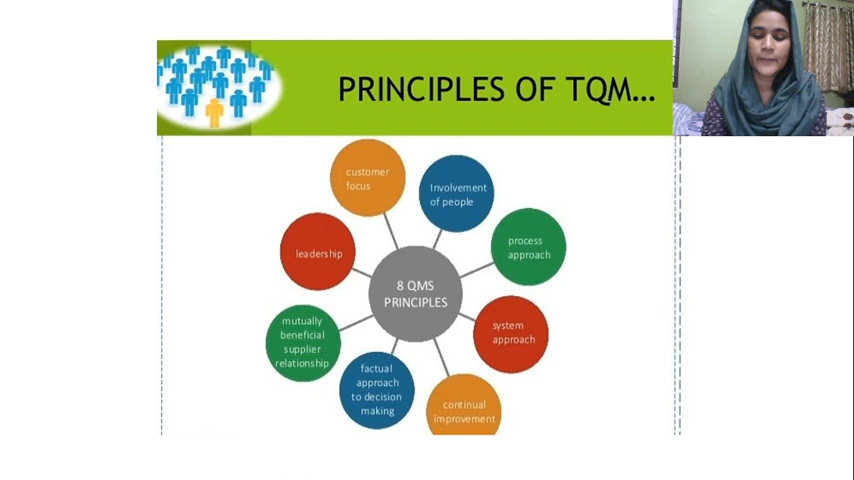 PRINCIPLES OF TQM...
customer
focus
Involvement
of people
process
approach
leadership
8 QMS
PRINCIPLES
system
approach
mutually
beneficial
supplier
relationship
factual
approach
to decision
making
continual
improvement